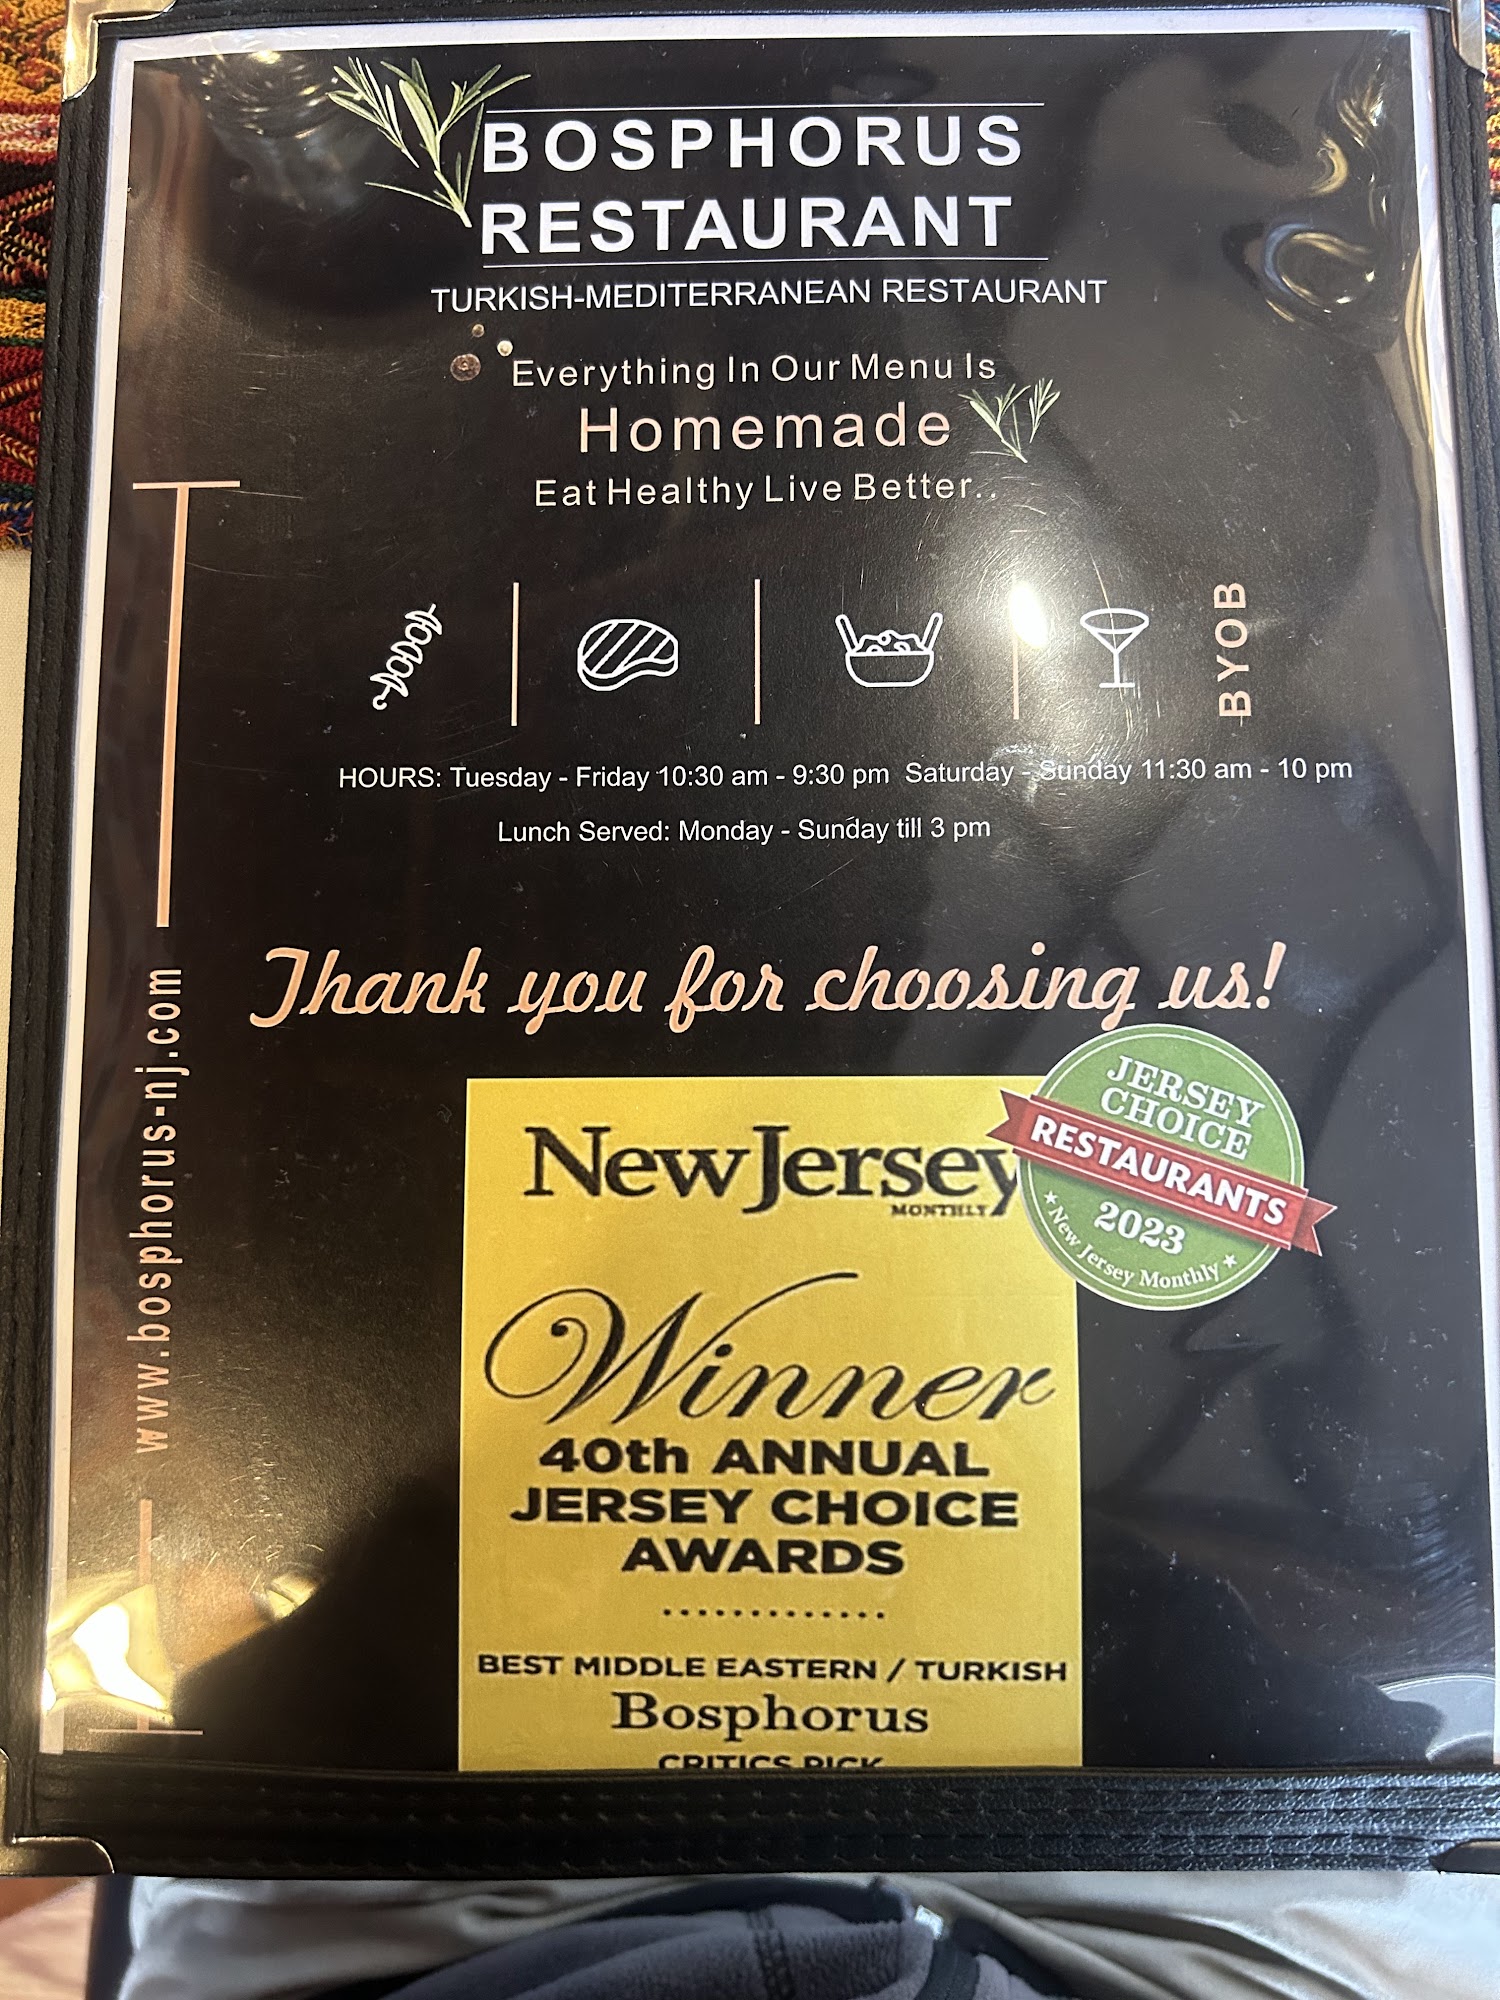 BOSPHORUS
RESTAURANT
TURKISH-MEDITERRANEAN RESTAURANT
Everything In Our Menu Is
Homemade
Eat Healthy Live Better..
BYOB
HOURS: Tuesday - Friday 10:30 am - 9:30 pm Saturday - Sunday 11:30 am - 10 pm
Lunch Served: Monday - Sunday till 3 pm
Thank you for choosing us!
www.bosphorus-nj.com
New Jersey
MONTHLY
JERSEY
CHOICE
RESTAURANTS
2023
New Jersey Monthly
Winner
40th ANNUAL
JERSEY CHOICE
AWARDS
BEST MIDDLE EASTERN / TURKISH
Bosphorus
CRITICS PICK